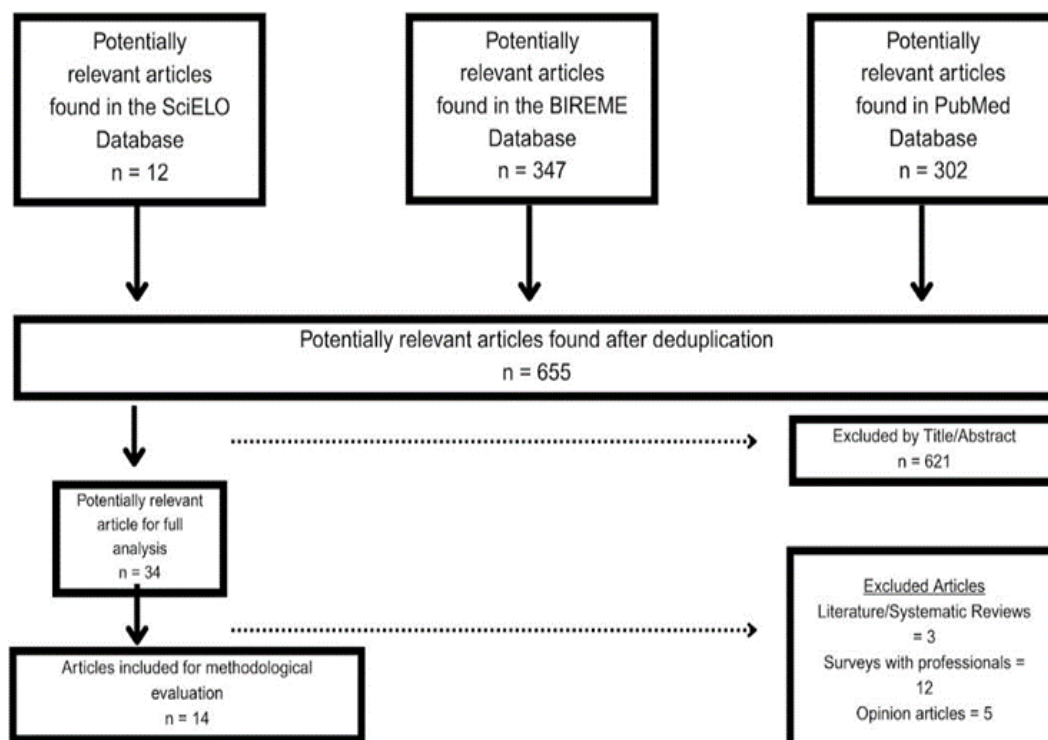 Potentially
relevant articles
found in the SciELO
Database
n = 12
Potentially
relevant articles
found in the BIREME
Database
n = 347
Potentially
relevant articles
found in PubMed
Database
n = 302
Potentially relevant articles found after deduplication
n = 655
Excluded by Title/Abstract
n = 621
Potentially relevant
article for full
analysis
n = 34
Excluded Articles
Literature/Systematic Reviews
= 3
Surveys with professionals =
12
Opinion articles = 5
Articles included for methodological
evaluation
n = 14